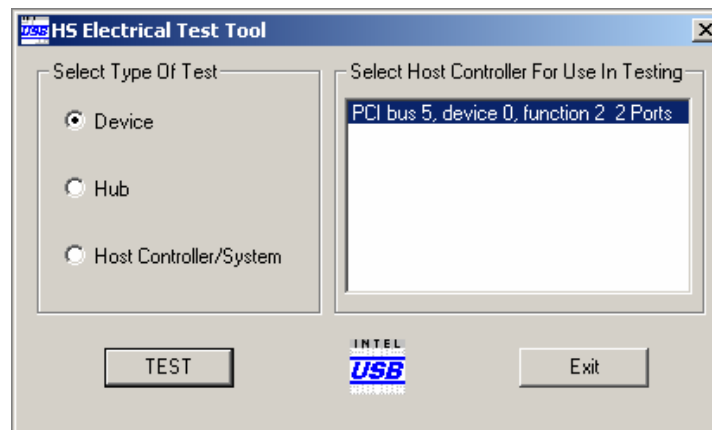 USB HS Electrical Test Tool
Select Type Of Test
Select Host Controller For Use In Testing
Device
Hub
Host Controller/System
PCI bus 5, device 0, function 2 2 Ports
TEST
INTEL
USB
Exit